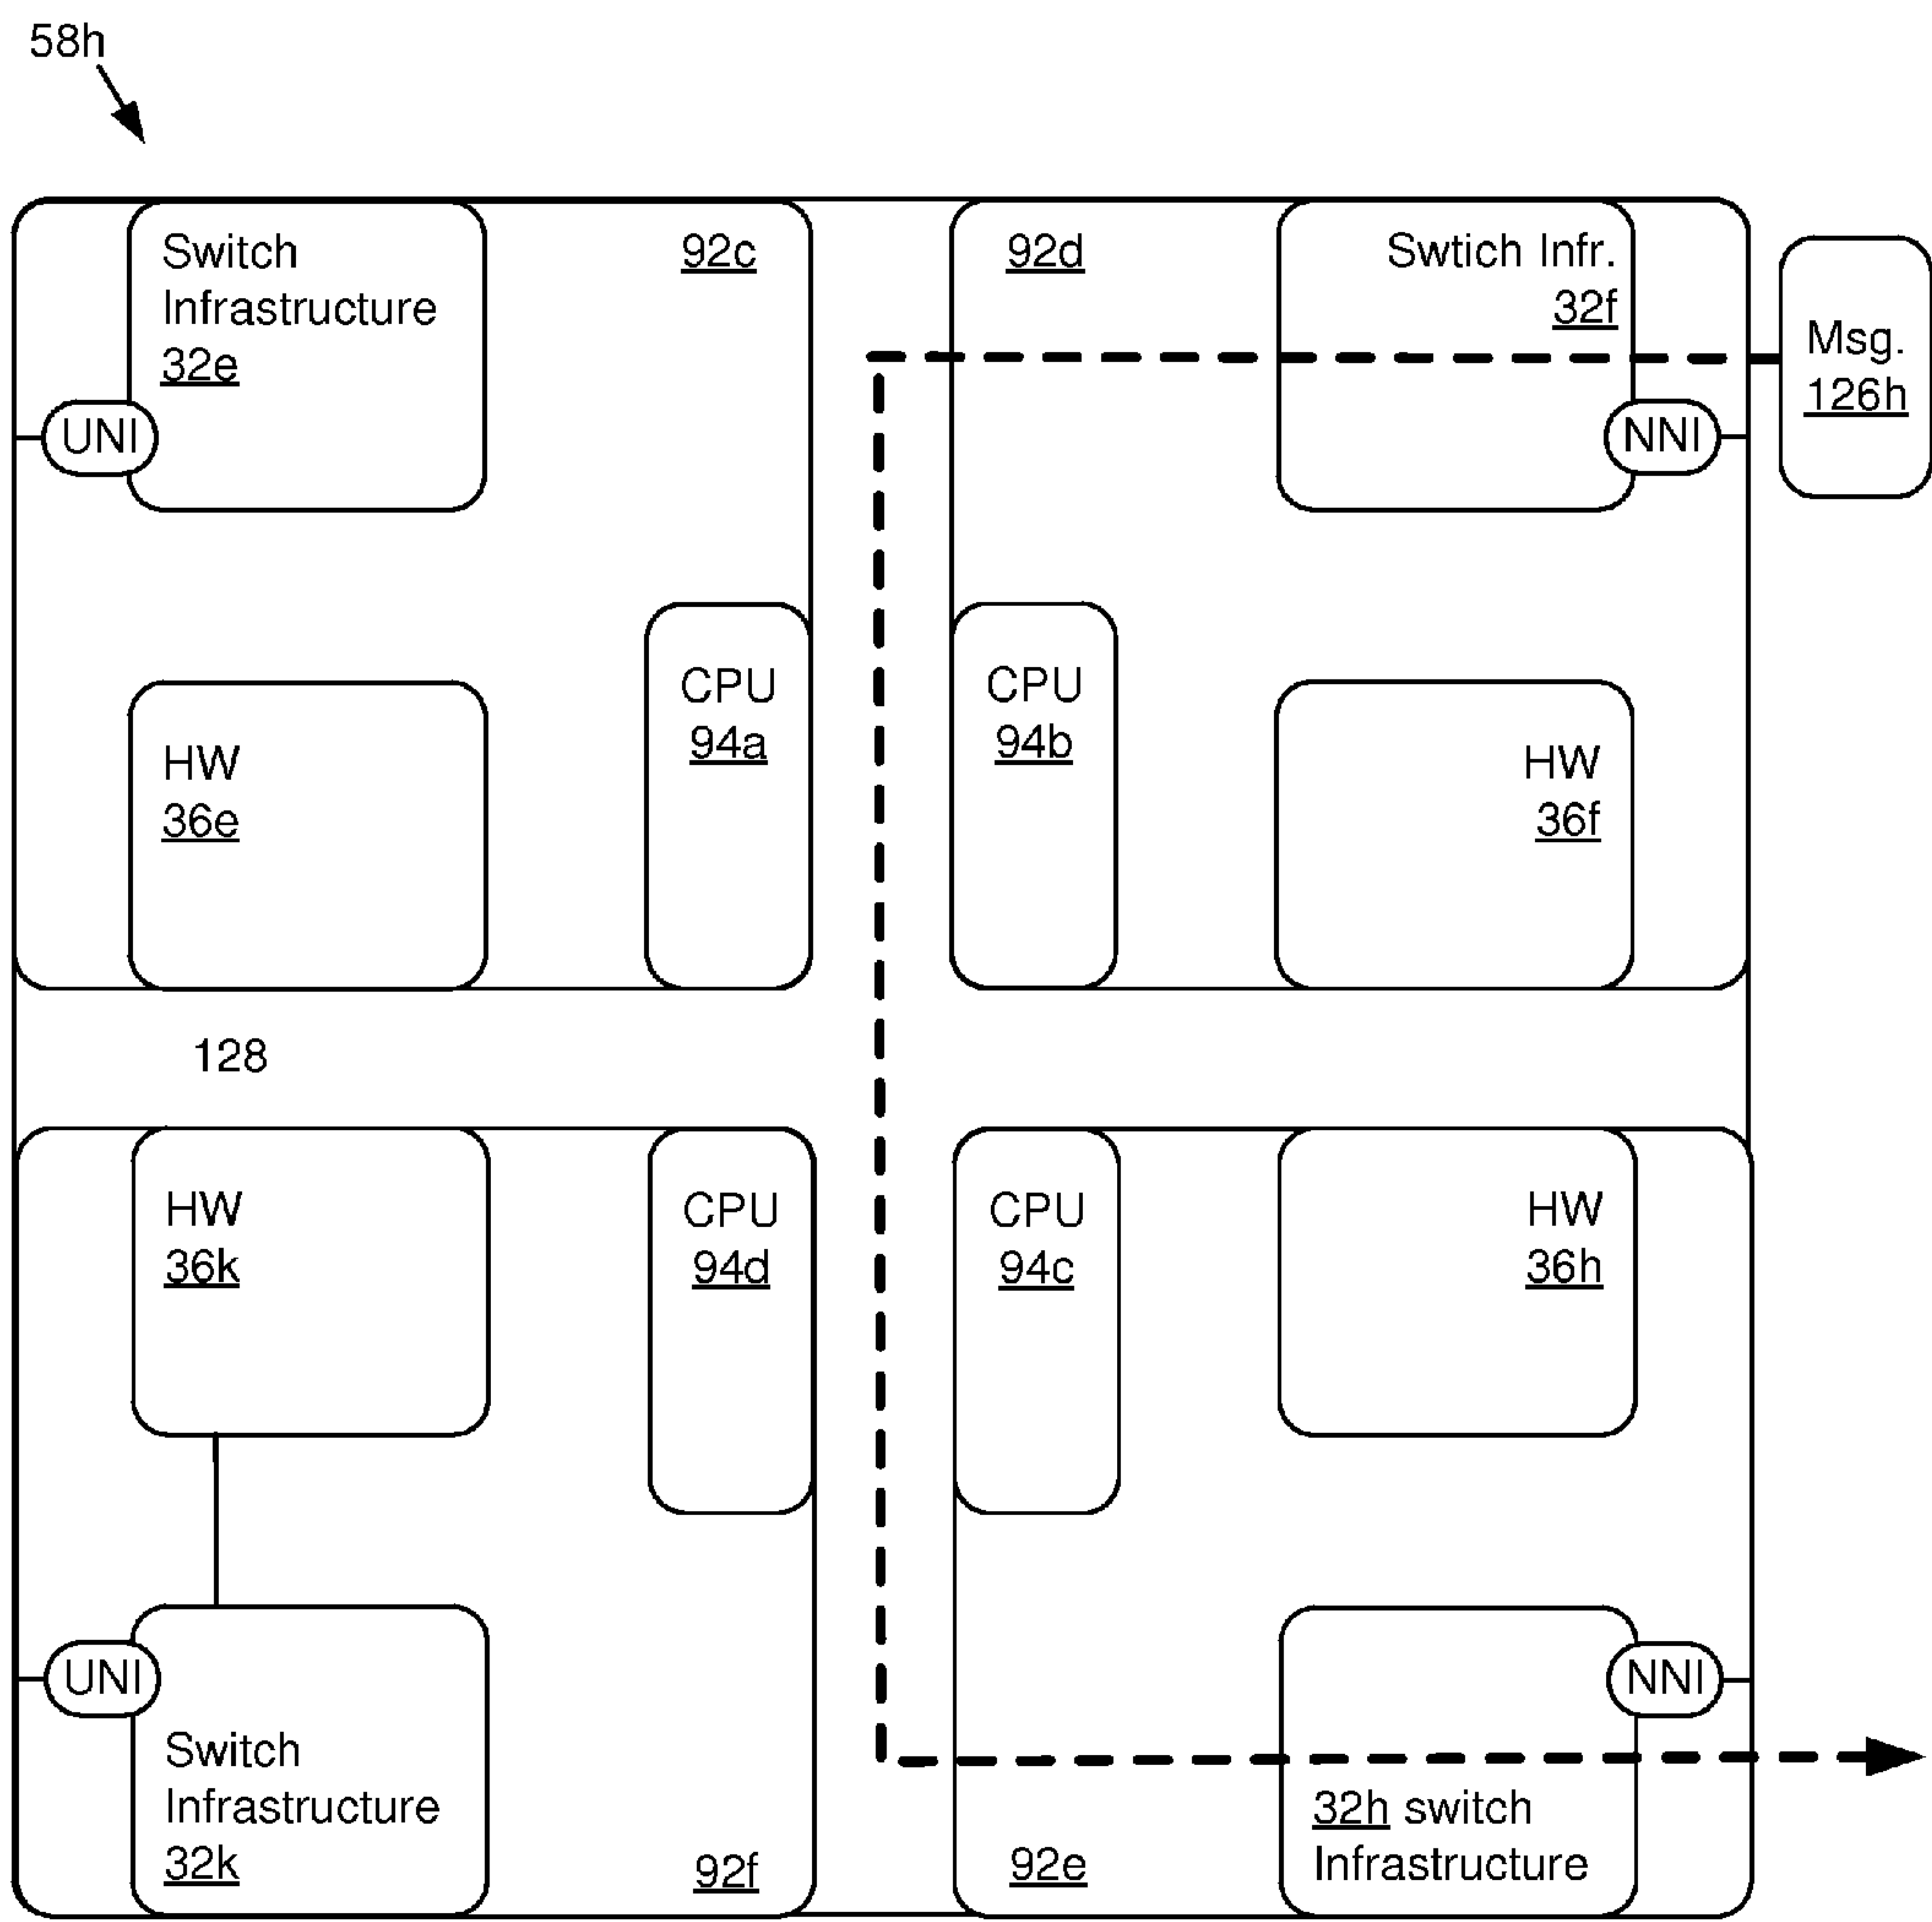 58h
Switch
Infrastructure
32e
92c
92d
Swtich Infr.
32f
Msg.
126h
UNI
NNI
CPU
94a
CPU
94b
HW
36e
HW
36f
128
HW
36k
CPU
94d
CPU
94c
HW
36h
UNI
NNI
Switch
Infrastructure
32k
92f
92e
32h switch
Infrastructure